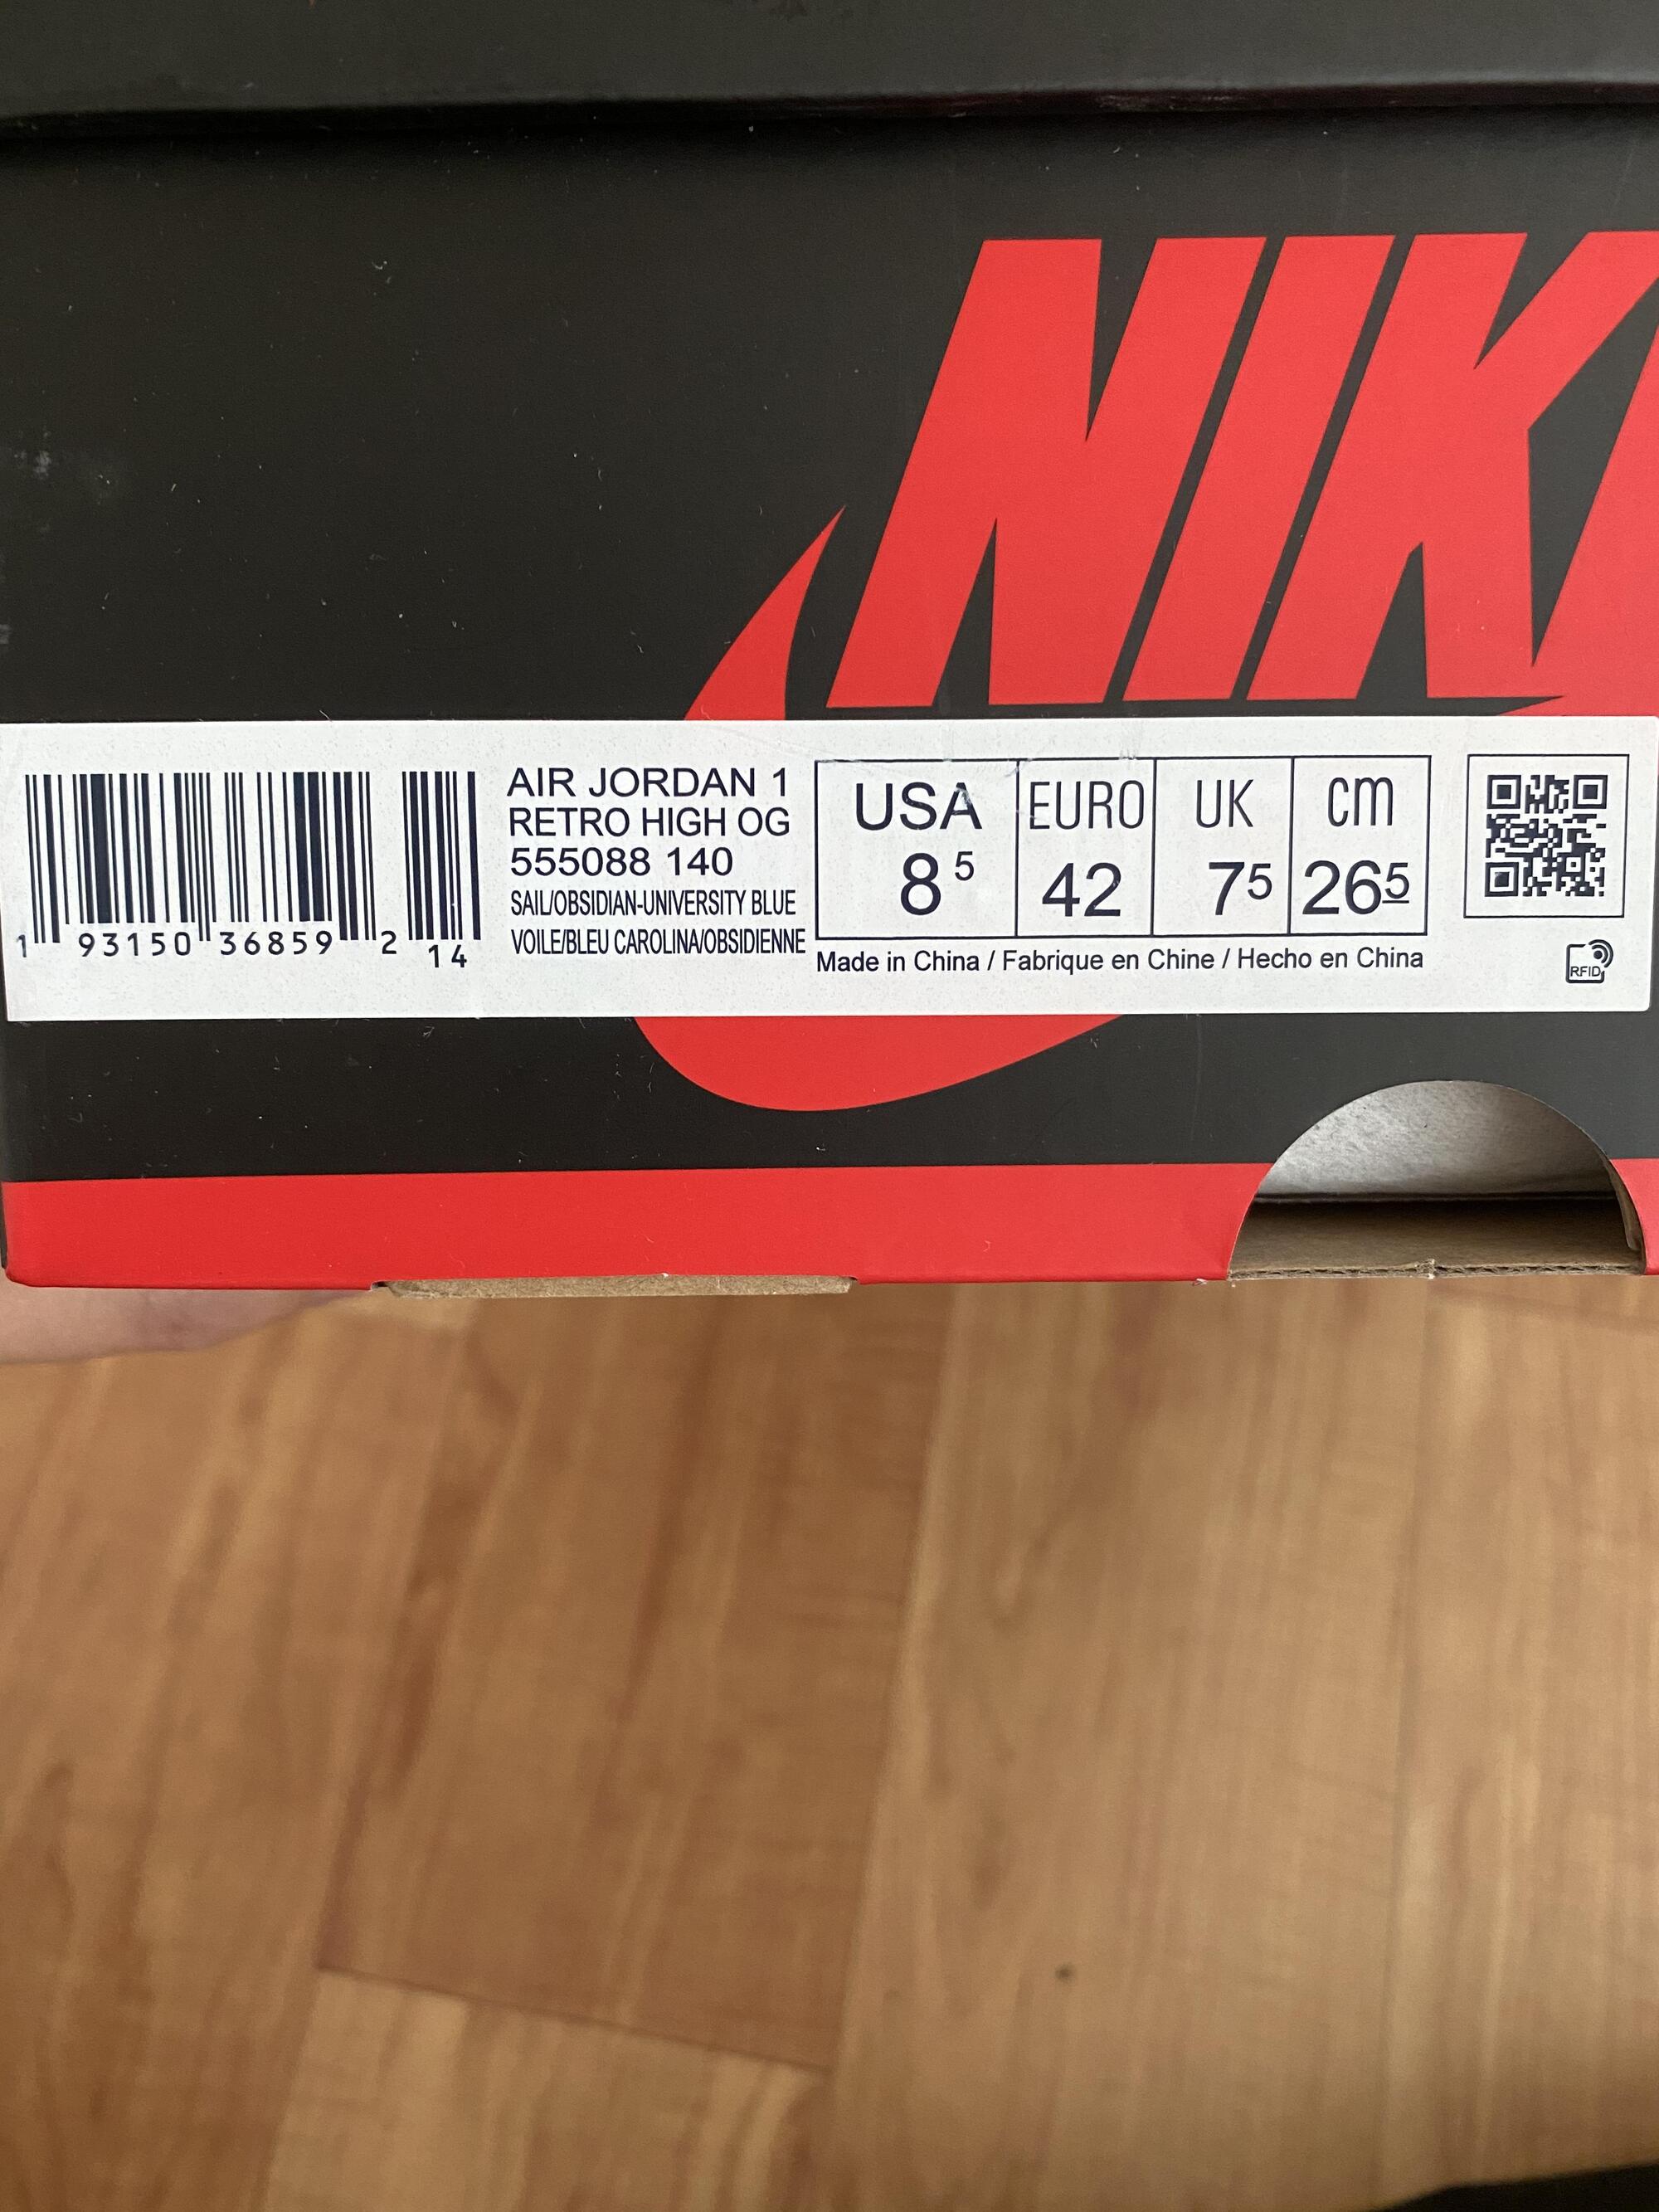 NIKE
AIR JORDAN 1
RETRO HIGH OG
555088 140
SAIL/OBSIDIAN-UNIVERSITY BLUE
VOILE/BLEU CAROLINA/OBSIDIENNE
1 93150 36859 2 14
USA EURO UK cm
8 5 42 7 5 26 5
Made in China / Fabrique en Chine / Hecho en China
RFID